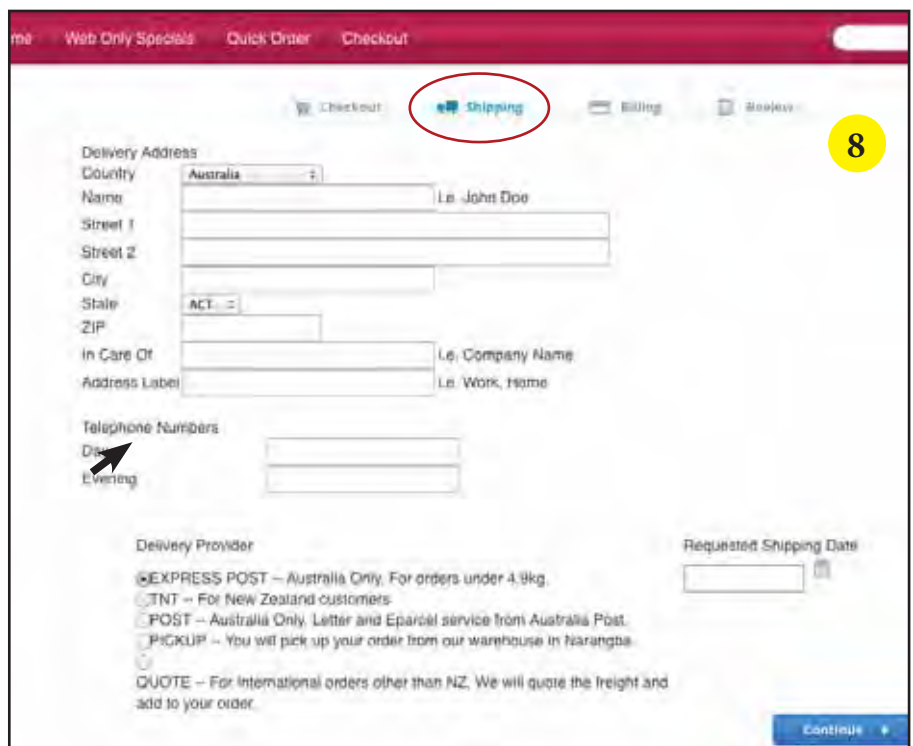 me Web Only Specials Quick Order Checkout
Checkout Shipping Billing Review
8
Delivery Address
Country Australia
Name i.e. John Doe
Street 1
Street 2
City
State ACT
ZIP
In Care Of i.e. Company Name
Address Label i.e. Work, Home
Telephone Numbers
Day
Evening
Delivery Provider Requested Shipping Date
EXPRESS POST -- Australia Only. For orders under 4.9kg.
TNT -- For New Zealand customers
POST -- Australia Only. Letter and Eparcel service from Australia Post.
PICKUP -- You will pick up your order from our warehouse in Narangba.
QUOTE -- For International orders other than NZ. We will quote the freight and
add to your order.
Continue